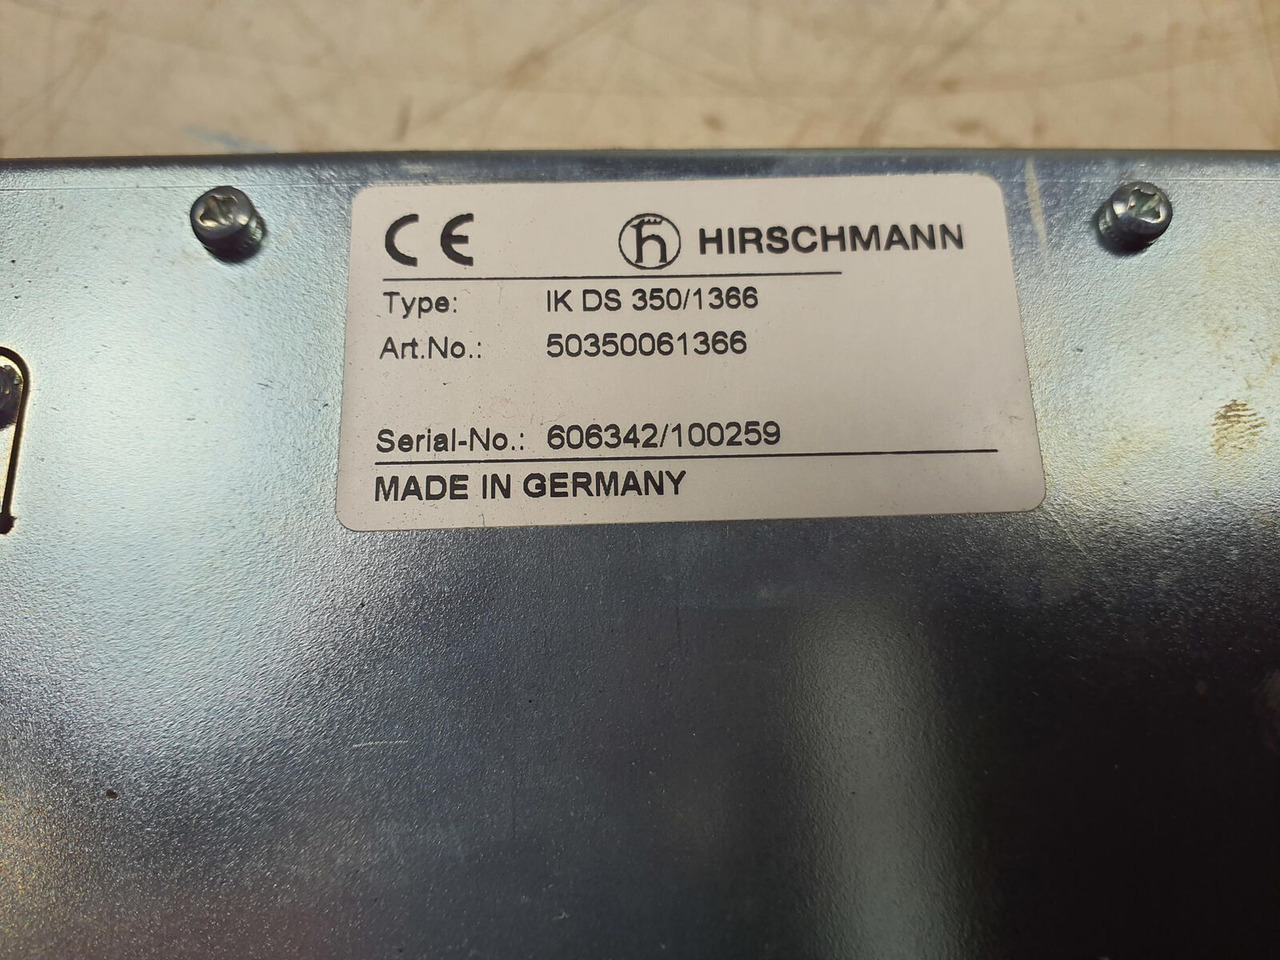 CE HIRSCHMANN
Type: IK DS 350/1366
Art.No.: 50350061366
Serial-No.: 606342/100259
MADE IN GERMANY